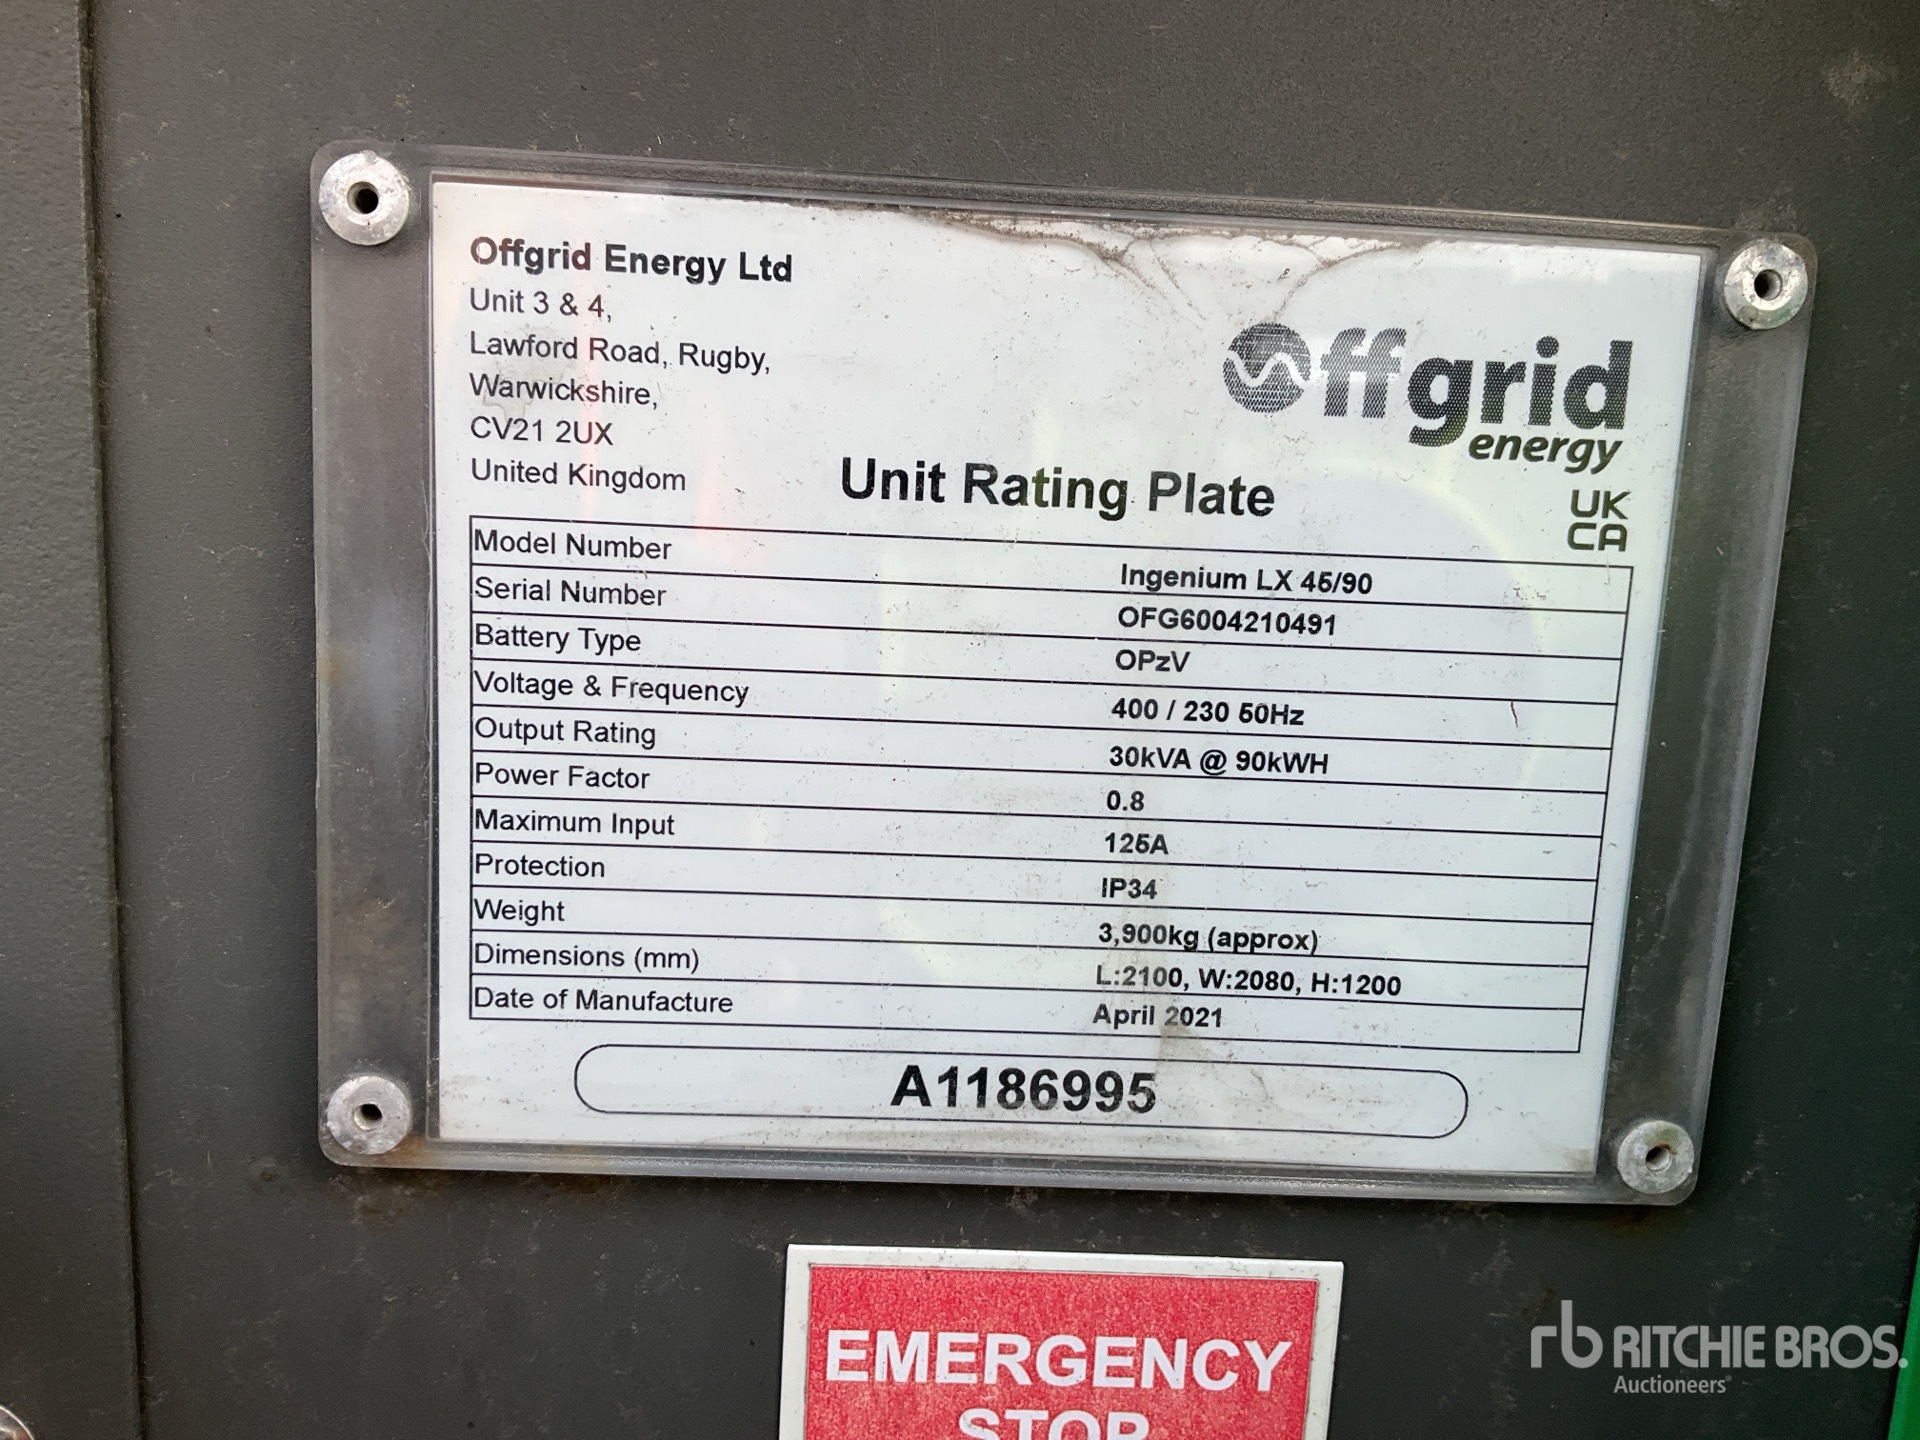 Offgrid Energy Ltd
Unit 3 & 4,
Lawford Road, Rugby,
Warwickshire,
CV21 2UX
United Kingdom
Offgrid
energy
Unit Rating Plate
UK
CA
Model Number Ingenium LX 45/90
Serial Number OFG6004210491
Battery Type OPzV
Voltage & Frequency 400 / 230 50Hz
Output Rating 30kVA @ 90kWH
Power Factor 0.8
Maximum Input 125A
Protection IP34
Weight 3,900kg (approx)
Dimensions (mm) L:2100, W:2080, H:1200
Date of Manufacture April 2021
A1186995
EMERGENCY
STOP
rb RITCHIE BROS.
Auctioneers